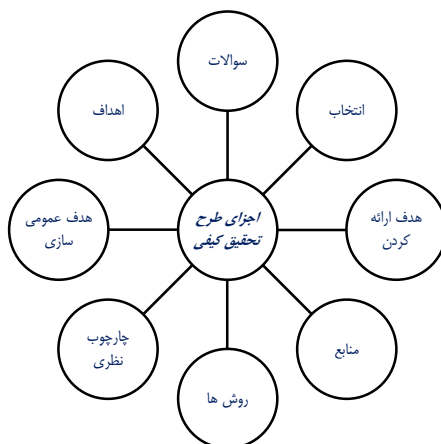 سوالات
انتخاب
هدف ارائه
کردن
منابع
روش ها
چارچوب
نظری
هدف عمومی
سازی
اهداف
اجزای طرح
تحقیق کیفی